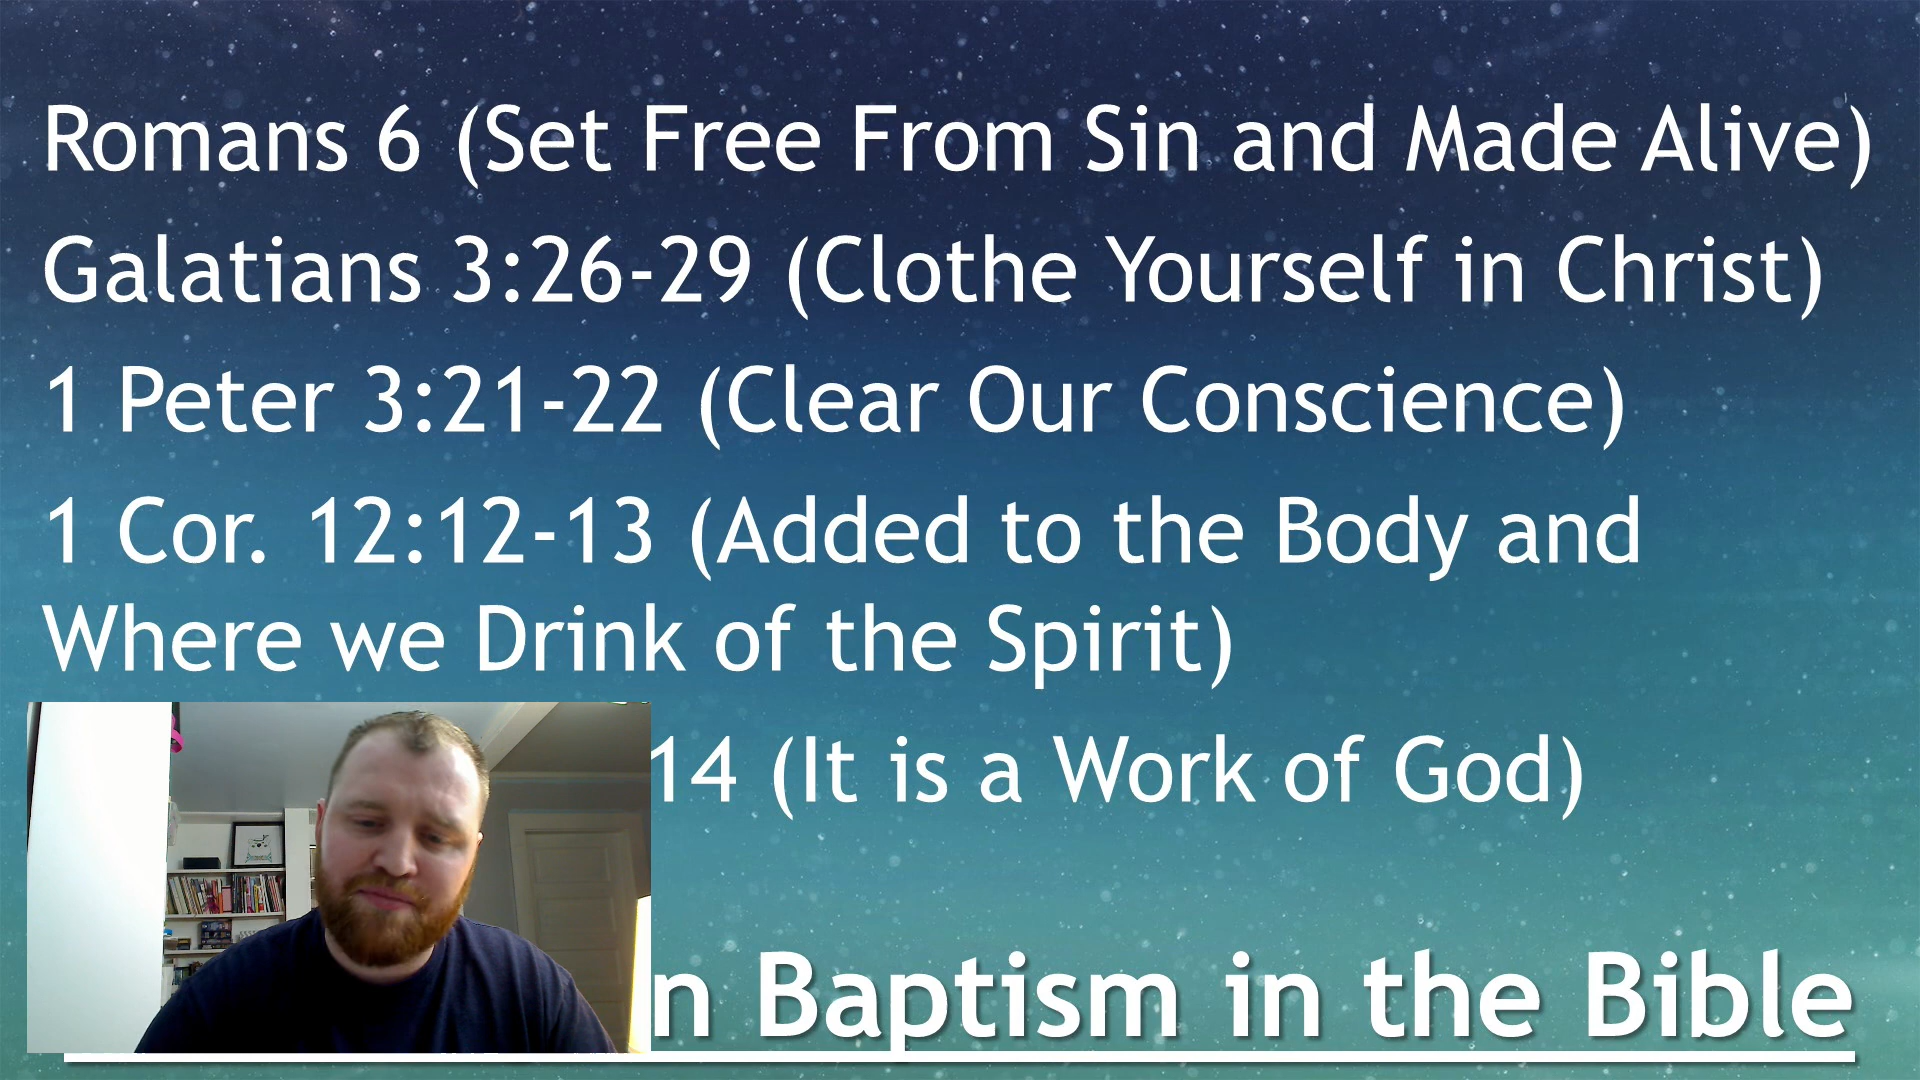 Romans 6 (Set Free From Sin and Made Alive)
Galatians 3:26-29 (Clothe Yourself in Christ)
1 Peter 3:21-22 (Clear Our Conscience)
1 Cor. 12:12-13 (Added to the Body and
Where we Drink of the Spirit)
14 (It is a Work of God)
n Baptism in the Bible